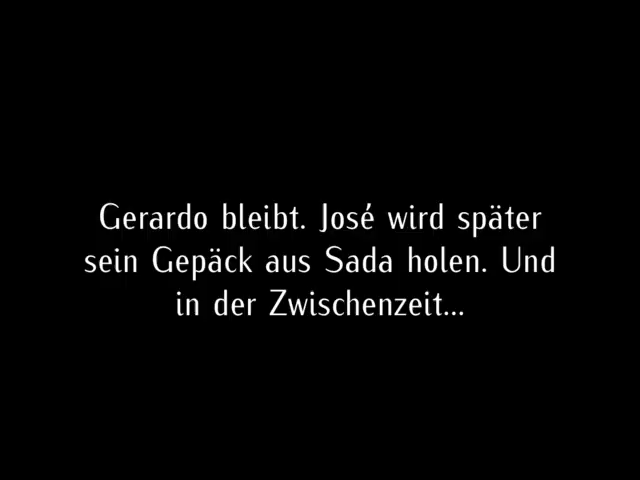 Gerardo bleibt. José wird später
sein Gepäck aus Sada holen. Und
in der Zwischenzeit...